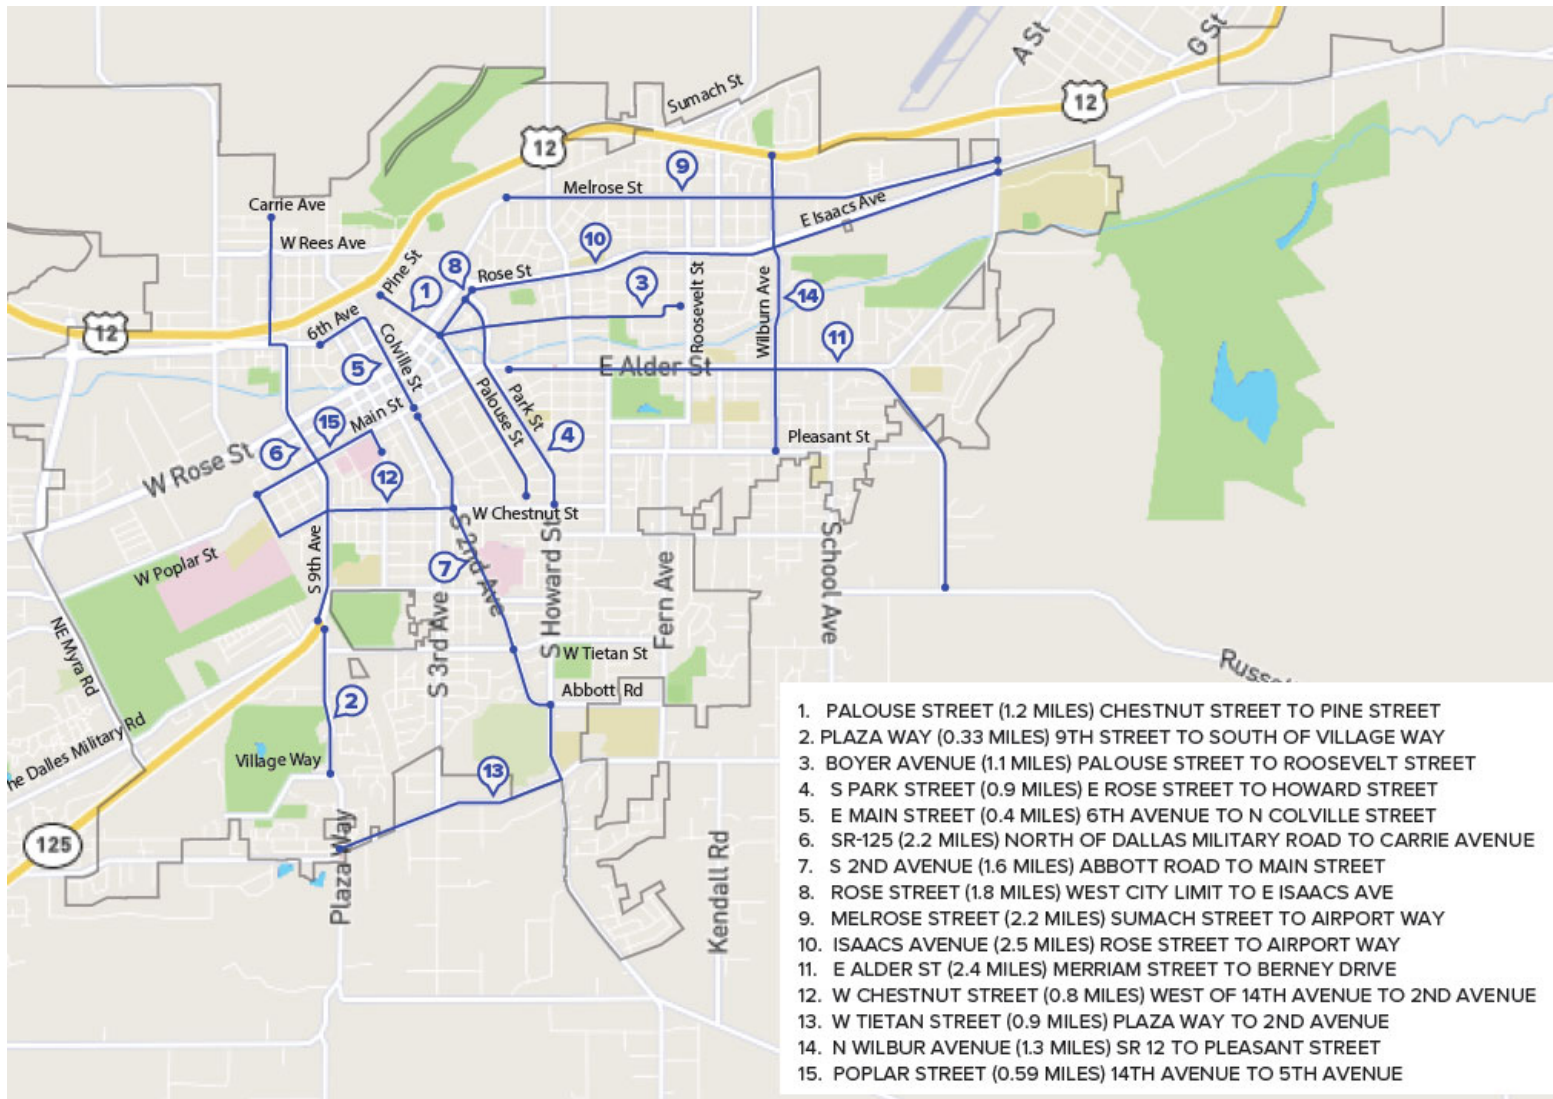 A St
G St
Sumach St
12
12
9
Melrose St
Carrie Ave
W Rees Ave
E Isaacs Ave
10
Pine St
8
Rose St
1
3
14
Roosevelt St
Wilburn Ave
12
6th Ave
Colville St
11
5
E Alder St
Park St
Palouse St
Main St
15
4
Pleasant St
6
W Rose St
12
W Chestnut St
S 9th Ave
S 2nd Ave
S Howard St
School Ave
W Poplar St
7
Fern Ave
S 3rd Ave
NE Myra Rd
W Tietan St
Abbott Rd
2
he Dalles Military Rd
Village Way
13
125
Plaza Way
Kendall Rd
1. PALOUSE STREET (1.2 MILES) CHESTNUT STREET TO PINE STREET
2. PLAZA WAY (0.33 MILES) 9TH STREET TO SOUTH OF VILLAGE WAY
3. BOYER AVENUE (1.1 MILES) PALOUSE STREET TO ROOSEVELT STREET
4. S PARK STREET (0.9 MILES) E ROSE STREET TO HOWARD STREET
5. E MAIN STREET (0.4 MILES) 6TH AVENUE TO N COLVILLE STREET
6. SR-125 (2.2 MILES) NORTH OF DALLAS MILITARY ROAD TO CARRIE AVENUE
7. S 2ND AVENUE (1.6 MILES) ABBOTT ROAD TO MAIN STREET
8. ROSE STREET (1.8 MILES) WEST CITY LIMIT TO E ISAACS AVE
9. MELROSE STREET (2.2 MILES) SUMACH STREET TO AIRPORT WAY
10. ISAACS AVENUE (2.5 MILES) ROSE STREET TO AIRPORT WAY
11. E ALDER ST (2.4 MILES) MERRIAM STREET TO BERNEY DRIVE
12. W CHESTNUT STREET (0.8 MILES) WEST OF 14TH AVENUE TO 2ND AVENUE
13. W TIETAN STREET (0.9 MILES) PLAZA WAY TO 2ND AVENUE
14. N WILBUR AVENUE (1.3 MILES) SR 12 TO PLEASANT STREET
15. POPLAR STREET (0.59 MILES) 14TH AVENUE TO 5TH AVENUE